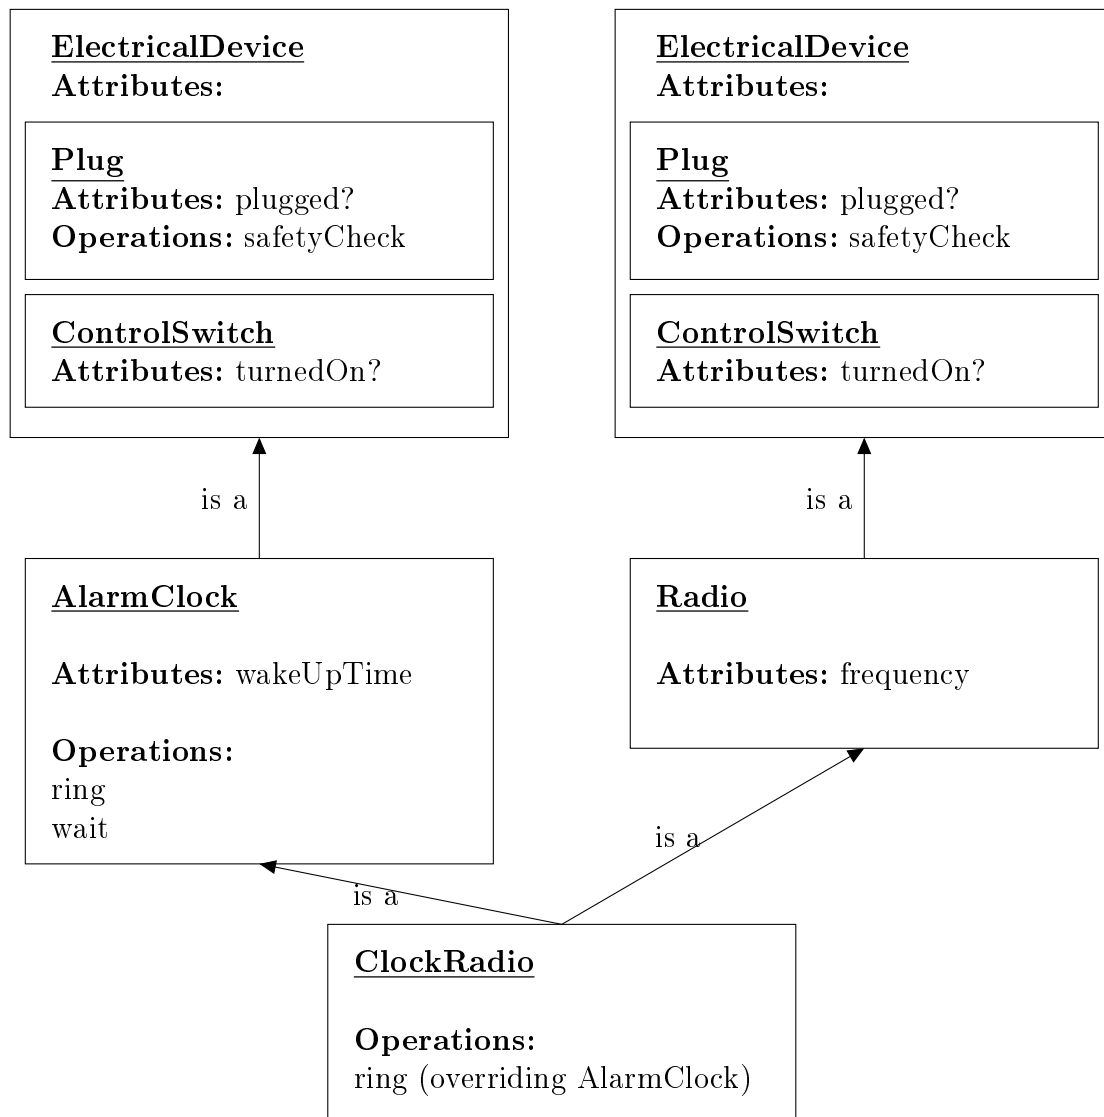 ElectricalDevice
Attributes:
Plug
Attributes: plugged?
Operations: safetyCheck
ControlSwitch
Attributes: turnedOn?
ElectricalDevice
Attributes:
Plug
Attributes: plugged?
Operations: safetyCheck
ControlSwitch
Attributes: turnedOn?
is a
is a
AlarmClock
Attributes: wakeUpTime
Operations:
ring
wait
Radio
Attributes: frequency
is a
is a
ClockRadio
Operations:
ring (overriding AlarmClock)